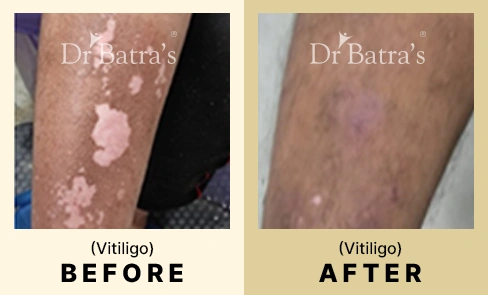 Dr Batra's®
Dr Batra's®
(Vitiligo)
BEFORE
(Vitiligo)
AFTER